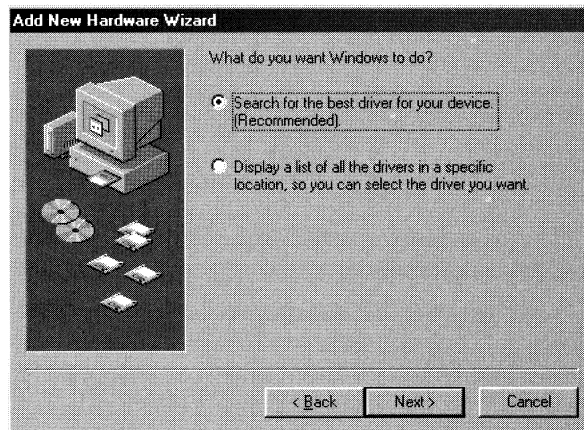 Add New Hardware Wizard
What do you want Windows to do?
Search for the best driver for your device.
(Recommended).
Display a list of all the drivers in a specific
location, so you can select the driver you want.
< Back
Next >
Cancel